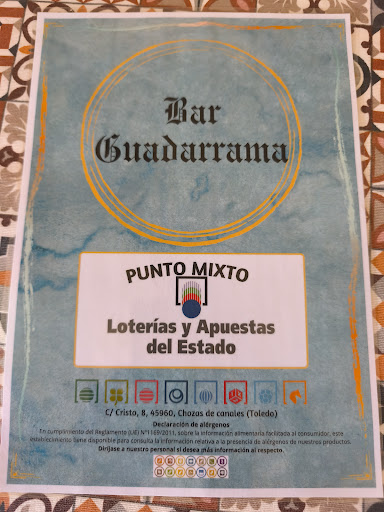 Bar
Guadarrama
PUNTO MIXTO
Loterías y Apuestas
del Estado
C/ Cristo, 8, 45960, Chozas de canales (Toledo)
Declaración de alérgenos
En cumplimiento del Reglamento (UE) Nº1169/2011, sobre la información alimentaria facilitada al consumidor, este
establecimiento tiene disponible para consulta la información relativa a la presencia de alérgenos de nuestros productos.
Diríjase a nuestro personal si desea más información al respecto.